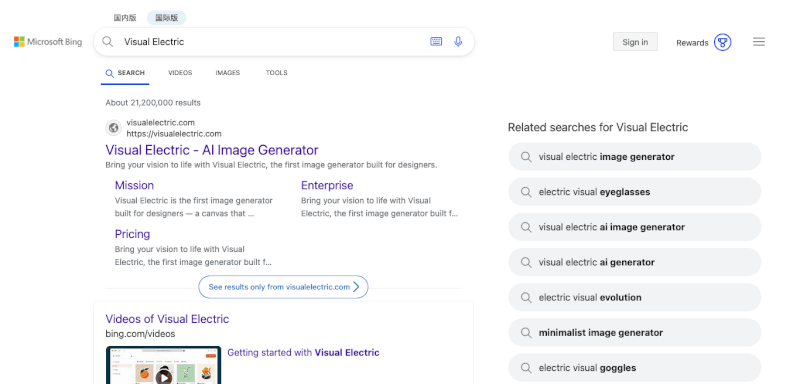 国内版 国际版
Microsoft Bing
Visual Electric
Sign in
Rewards
SEARCH VIDEOS IMAGES TOOLS
About 21,200,000 results
visualelectric.com
https://visualelectric.com
Visual Electric - AI Image Generator
Bring your vision to life with Visual Electric, the first image generator built for designers.
Mission
Visual Electric is the first image generator
built for designers — a canvas that ...
Enterprise
Bring your vision to life with Visual
Electric, the first image generator built f...
Pricing
Bring your vision to life with Visual
Electric, the first image generator built f...
See results only from visualelectric.com
Videos of Visual Electric
bing.com/videos
Getting started with Visual Electric
Related searches for Visual Electric
visual electric image generator
electric visual eyeglasses
visual electric ai image generator
visual electric ai generator
electric visual evolution
minimalist image generator
electric visual goggles